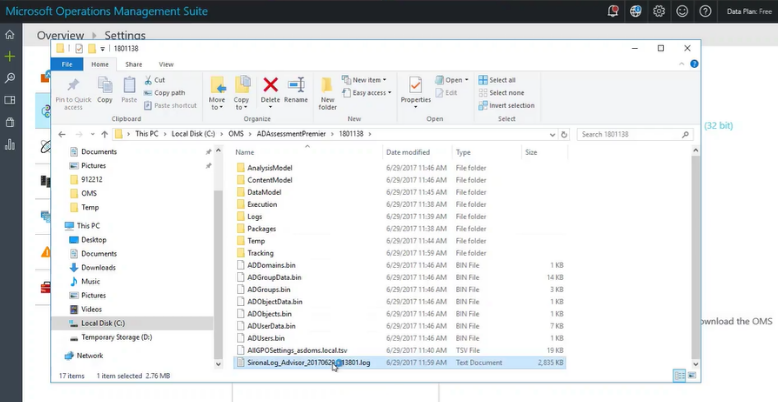 Microsoft Operations Management Suite
Data Plan: Free
Overview > Settings
1801138
File Home Share View
Pin to Quick access
Copy
Paste
Cut
Copy path
Paste shortcut
Clipboard
Move to
Copy to
Delete
Rename
Organize
New folder
New item
Easy access
New
Properties
Open
Edit
Open
Select all
Select none
Invert selection
Select
(32 bit)
This PC > Local Disk (C:) > OMS > ADAssessmentPremier > 1801138 >
Search 1801138
Documents
Pictures
912212
OMS
Temp
This PC
Desktop
Documents
Downloads
Music
Pictures
Videos
Local Disk (C:)
Temporary Storage (D:)
Network
Name Date modified Type Size
AnalysisModel 6/29/2017 11:46 AM File folder
ContentModel 6/29/2017 11:46 AM File folder
DataModel 6/29/2017 11:45 AM File folder
Execution 6/29/2017 11:38 AM File folder
Logs 6/29/2017 11:39 AM File folder
Packages 6/29/2017 11:38 AM File folder
Temp 6/29/2017 11:44 AM File folder
Tracking 6/29/2017 11:59 AM File folder
ADDomains.bin 6/29/2017 11:46 AM BIN File 1 KB
ADGroupData.bin 6/29/2017 11:46 AM BIN File 14 KB
ADGroups.bin 6/29/2017 11:46 AM BIN File 3 KB
ADObjectData.bin 6/29/2017 11:46 AM BIN File 1 KB
ADObjects.bin 6/29/2017 11:46 AM BIN File 1 KB
ADUserData.bin 6/29/2017 11:46 AM BIN File 7 KB
ADUsers.bin 6/29/2017 11:46 AM BIN File 1 KB
AllGPOSettings_asdoms.local.tsv 6/29/2017 11:40 AM TSV File 19 KB
6/29/2017 11:59 AM Text Document 2,835 KB
ownload the OMS
17 items 1 item selected 2.76 MB